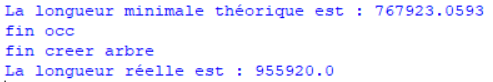 La longueur minimale théorique est : 767923.0593
fin occ
fin creer arbre
La longueur réelle est : 955920.0